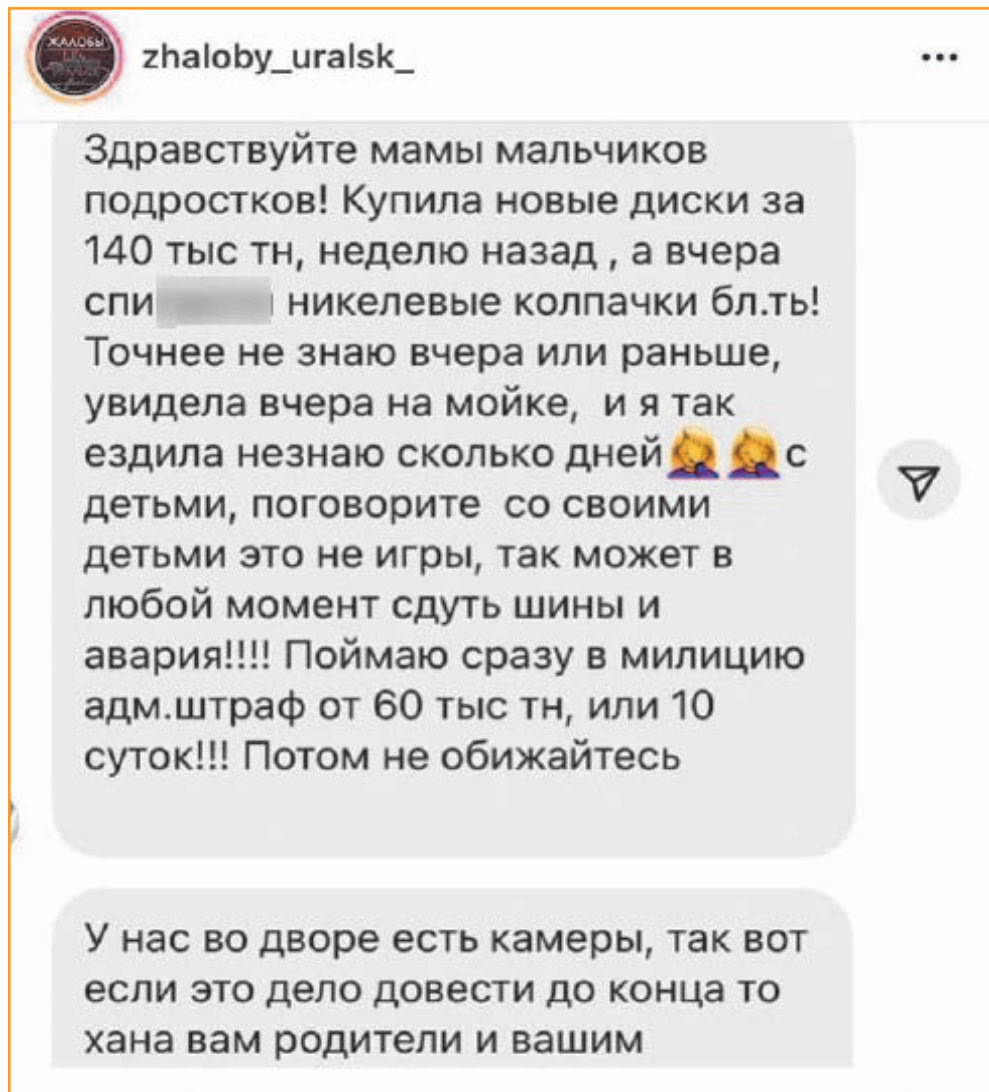 ЖАЛОБЫ
zhaloby_uralsk_
Здравствуйте мамы мальчиков
подростков! Купила новые диски за
140 тыс тн, неделю назад , а вчера
спи никелевые колпачки бл.ть!
Точнее не знаю вчера или раньше,
увидела вчера на мойке,  и я так
ездила незнаю сколько дней🤦‍♀️🤦‍♀️с
детьми, поговорите  со своими
детьми это не игры, так может в
любой момент сдуть шины и
авария!!!! Поймаю сразу в милицию
адм.штраф от 60 тыс тн, или 10
суток!!! Потом не обижайтесь
У нас во дворе есть камеры, так вот
если это дело довести до конца то
хана вам родители и вашим